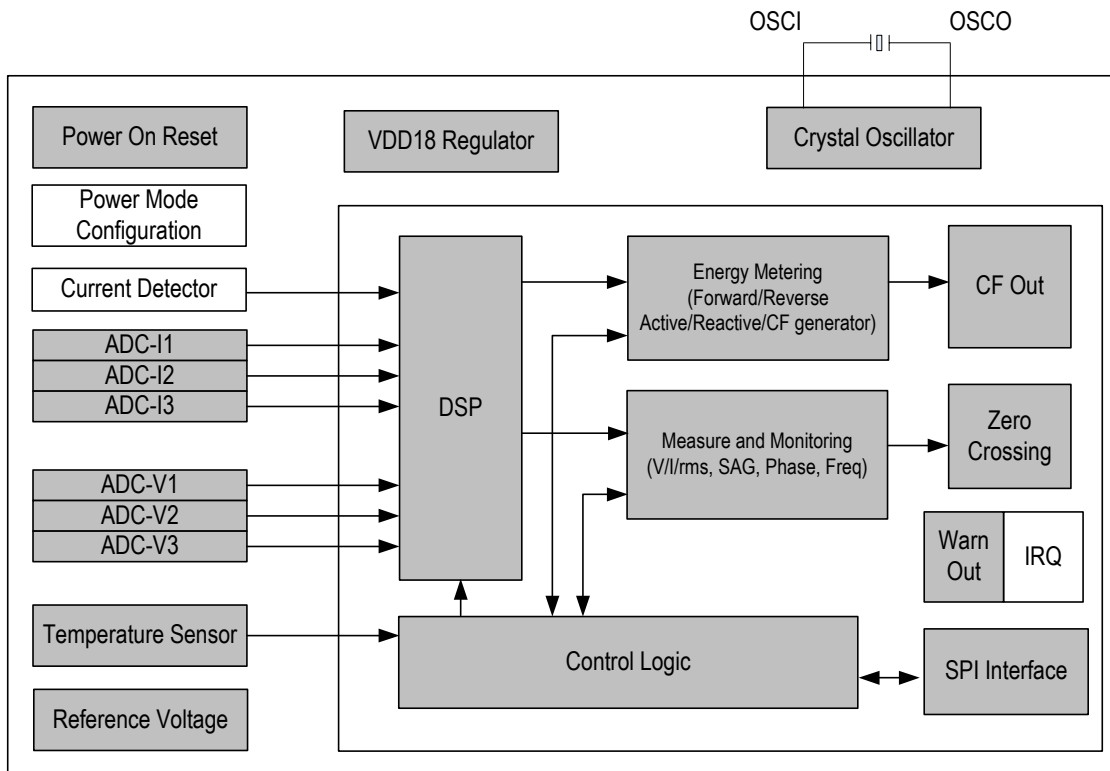 OSCI
OSCO
Power On Reset
VDD18 Regulator
Crystal Oscillator
Power Mode
Configuration
Current Detector
ADC-I1
ADC-I2
ADC-I3
ADC-V1
ADC-V2
ADC-V3
Temperature Sensor
Reference Voltage
DSP
Energy Metering
(Forward/Reverse
Active/Reactive/CF generator)
CF Out
Measure and Monitoring
(V/I/rms, SAG, Phase, Freq)
Zero
Crossing
Warn
Out
IRQ
Control Logic
SPI Interface